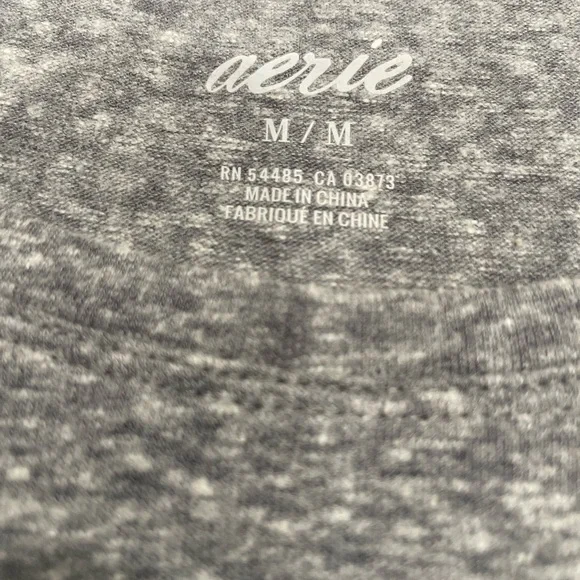 aerie
M / M
RN 54485 CA 03873
MADE IN CHINA
FABRIQUÉ EN CHINE